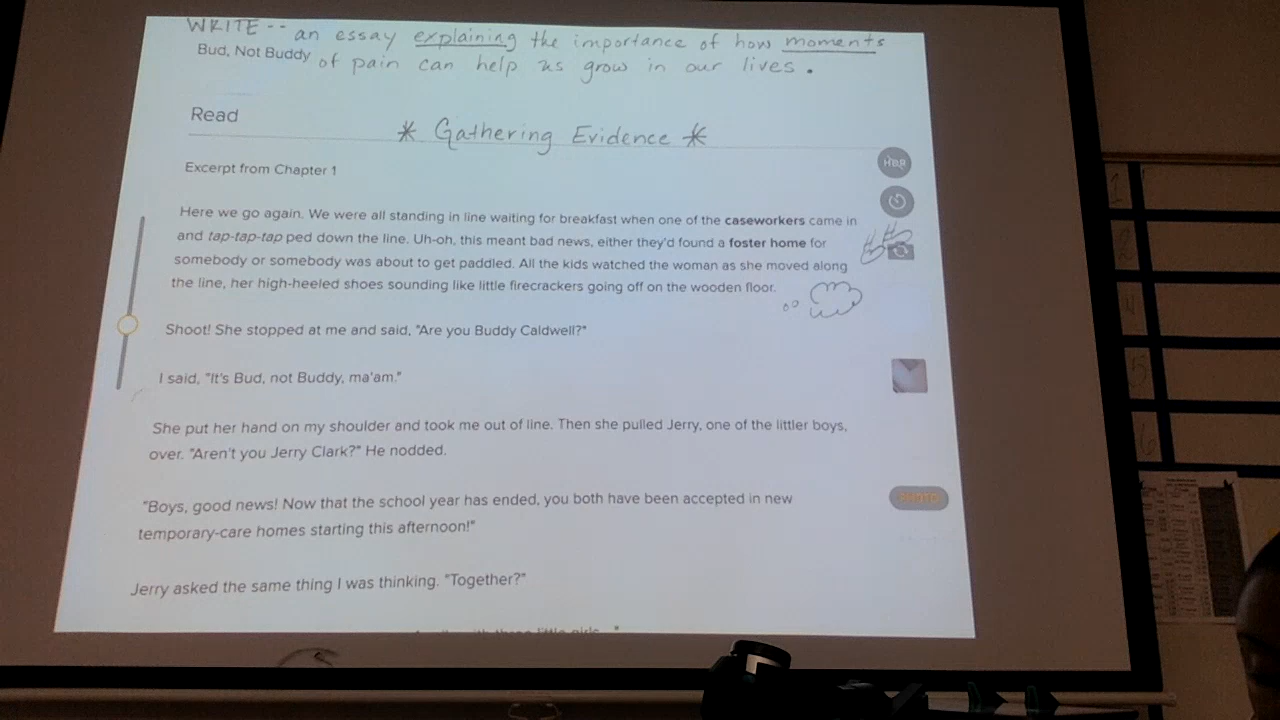 WRITE -- an essay explaining the importance of how moments
Bud, Not Buddy
of pain can help us grow in our lives.
Read
* Gathering Evidence *
Excerpt from Chapter 1
HDR
Here we go again. We were all standing in line waiting for breakfast when one of the caseworkers came in
and tap-tap-tap ped down the line. Uh-oh, this meant bad news, either they'd found a foster home for
somebody or somebody was about to get paddled. All the kids watched the woman as she moved along
the line, her high-heeled shoes sounding like little firecrackers going off on the wooden floor.
Shoot! She stopped at me and said, "Are you Buddy Caldwell?"
I said, "It's Bud, not Buddy, ma'am."
She put her hand on my shoulder and took me out of line. Then she pulled Jerry, one of the littler boys,
over. "Aren't you Jerry Clark?" He nodded.
"Boys, good news! Now that the school year has ended, you both have been accepted in new
temporary-care homes starting this afternoon!"
PHOTO
Jerry asked the same thing I was thinking. "Together?"
1
2
4
5
6